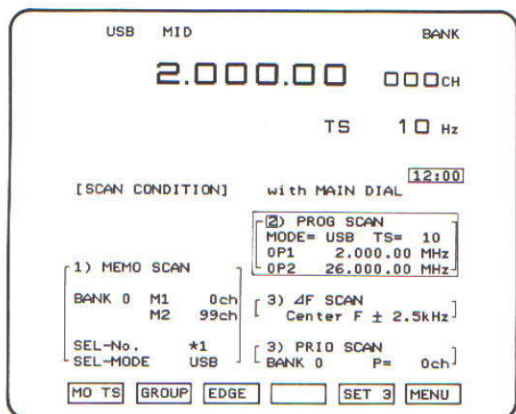 USB MID BANK
2.000.00 000CH
TS 10 Hz
12:00
[SCAN CONDITION] with MAIN DIAL
2) PROG SCAN
MODE= USB TS= 10
0P1 2.000.00 MHz
0P2 26.000.00 MHz
1) MEMO SCAN
BANK 0 M1 0ch
M2 99ch
SEL-No. *1
SEL-MODE USB
3) ΔF SCAN
Center F ± 2.5kHz
3) PRIO SCAN
BANK 0 P= 0ch
MO TS GROUP EDGE SET 3 MENU